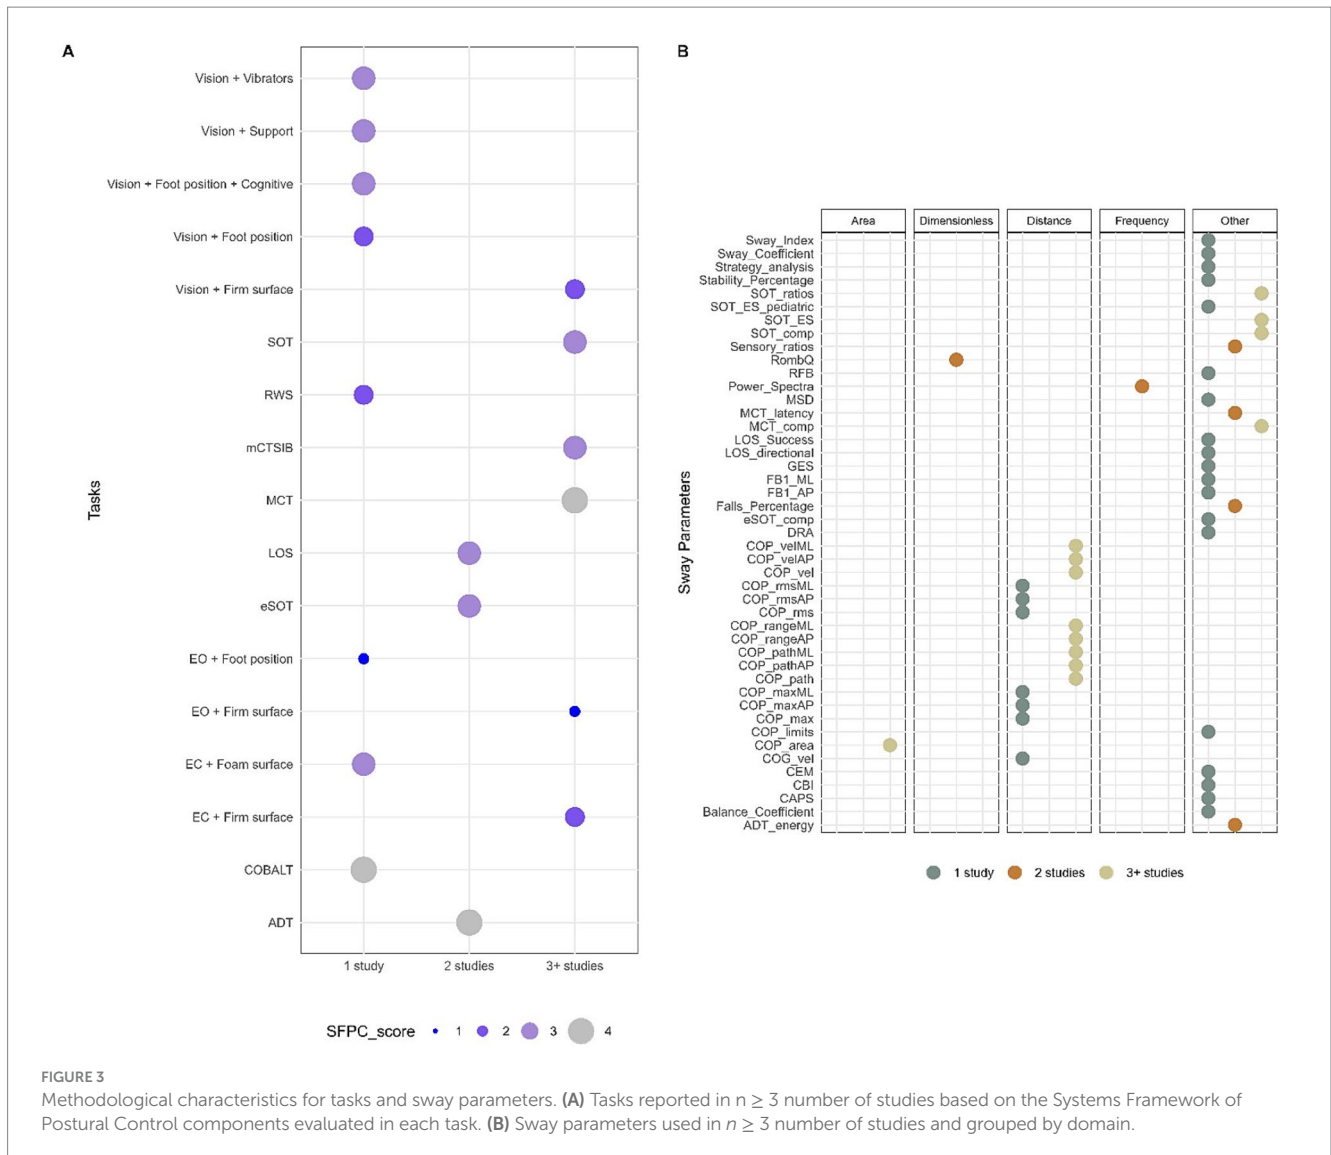 A
Vision + Vibrators
Vision + Support
Vision + Foot position + Cognitive
Vision + Foot position
Vision + Firm surface
SOT
RWS
mCTSIB
MCT
LOS
eSOT
EO + Foot position
EO + Firm surface
EC + Foam surface
EC + Firm surface
COBALT
ADT
Tasks
1 study 2 studies 3+ studies
SFPC_score 1 2 3 4
B
Area Dimensionless Distance Frequency Other
Sway_Index
Sway_Coefficient
Strategy_analysis
Stability_Percentage
SOT_ratios
SOT_ES_pediatric
SOT_ES
SOT_comp
Sensory_ratios
RombQ
RFB
Power_Spectra
MSD
MCT_latency
MCT_comp
LOS_Success
LOS_directional
GES
FB1_ML
FB1_AP
Falls_Percentage
eSOT_comp
DRA
COP_velML
COP_velAP
COP_vel
COP_rmsML
COP_rmsAP
COP_rms
COP_rangeML
COP_rangeAP
COP_pathML
COP_pathAP
COP_path
COP_maxML
COP_maxAP
COP_max
COP_limits
COP_area
COG_vel
CEM
CBI
CAPS
Balance_Coefficient
ADT_energy
Sway Parameters
1 study 2 studies 3+ studies
FIGURE 3
Methodological characteristics for tasks and sway parameters. (A) Tasks reported in n ≥ 3 number of studies based on the Systems Framework of
Postural Control components evaluated in each task. (B) Sway parameters used in n ≥ 3 number of studies and grouped by domain.